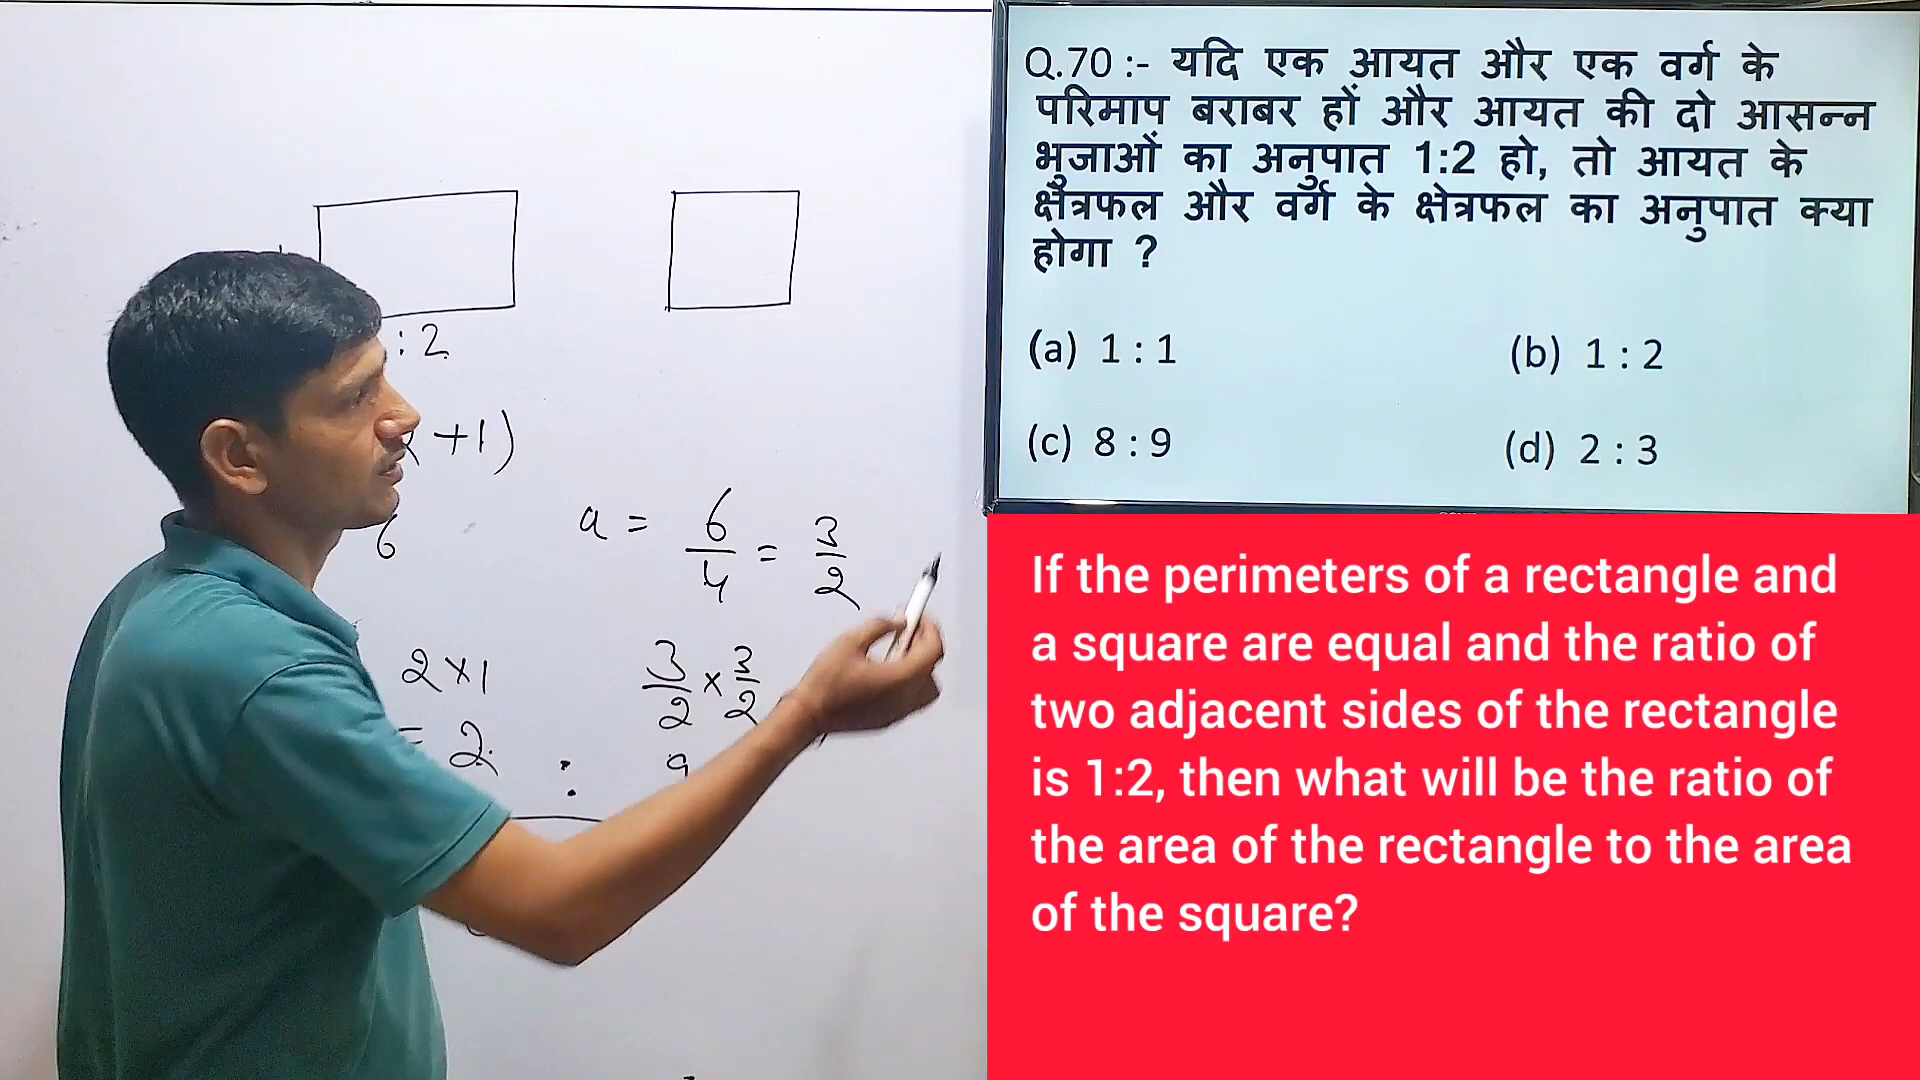 Q.70 :- यदि एक आयत और एक वर्ग के
परिमाप बराबर हों और आयत की दो आसन्न
भुजाओं का अनुपात 1:2 हो, तो आयत के
क्षेत्रफल और वर्ग के क्षेत्रफल का अनुपात क्या
होगा ?
(a) 1 : 1
(b) 1 : 2
(c) 8 : 9
(d) 2 : 3
If the perimeters of a rectangle and
a square are equal and the ratio of
two adjacent sides of the rectangle
is 1:2, then what will be the ratio of
the area of the rectangle to the area
of the square?
: 2
+1)
6
a = 6/4 = 3/2
2×1
3/2 × 3/2
= 2 : 9